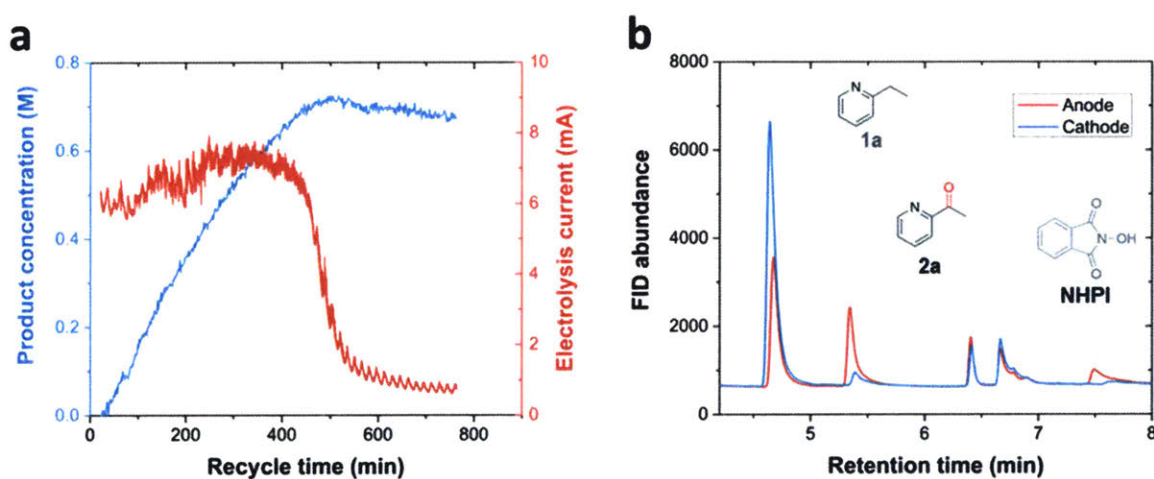 a
Product concentration (M)
0.8
0.6
0.4
0.2
0.0
0 200 400 600 800
Recycle time (min)
10
8
6
4
2
0
Electrolysis current (mA)
b
FID abundance
8000
6000
4000
2000
0
5 6 7 8
Retention time (min)
Anode
Cathode
N
1a
N
O
2a
O
N-OH
O
NHPI